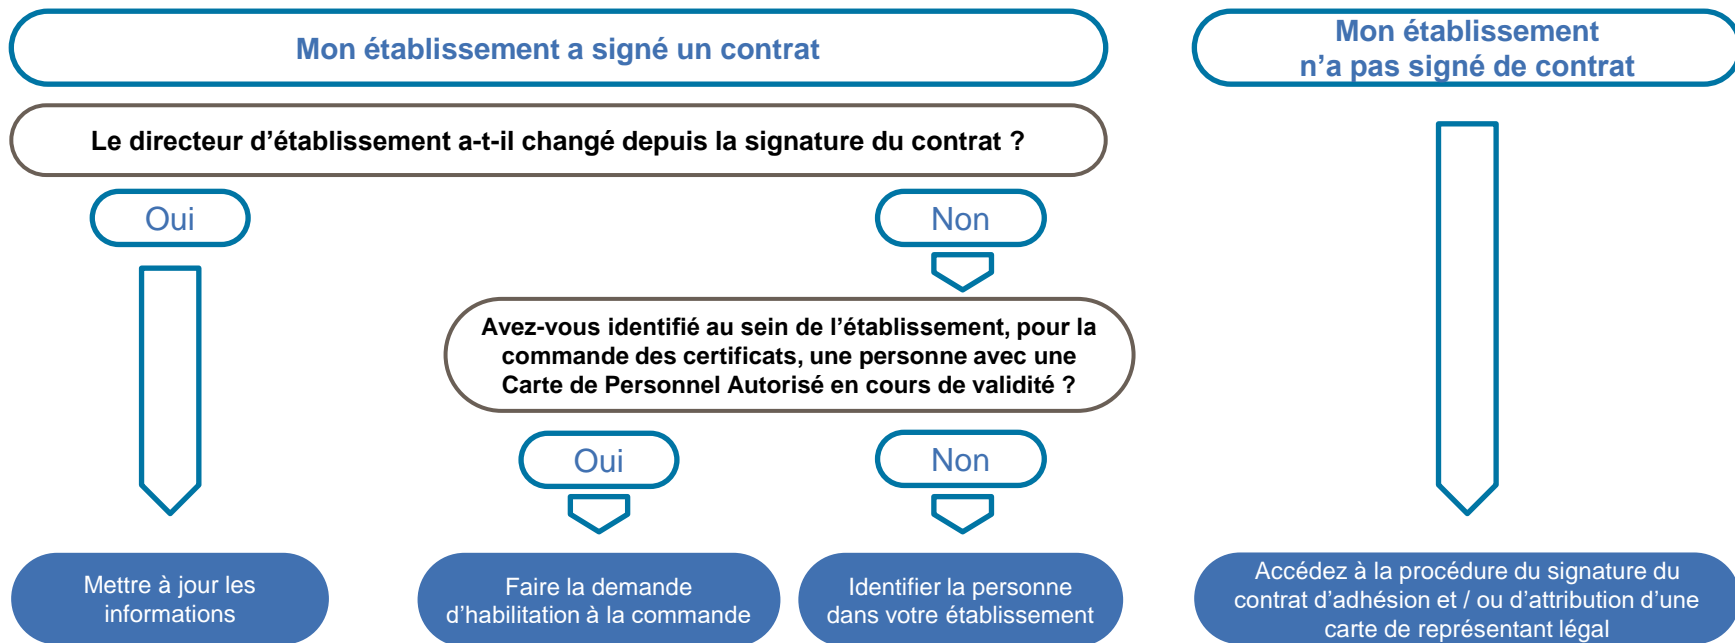 Mon établissement a signé un contrat
Mon établissement
n'a pas signé de contrat
Le directeur d’établissement a-t-il changé depuis la signature du contrat ?
Oui
Non
Avez-vous identifié au sein de l’établissement, pour la
commande des certificats, une personne avec une
Carte de Personnel Autorisé en cours de validité ?
Oui
Non
Mettre à jour les
informations
Faire la demande
d’habilitation à la commande
Identifier la personne
dans votre établissement
Accédez à la procédure du signature du
contrat d’adhésion et / ou d’attribution d’une
carte de représentant légal